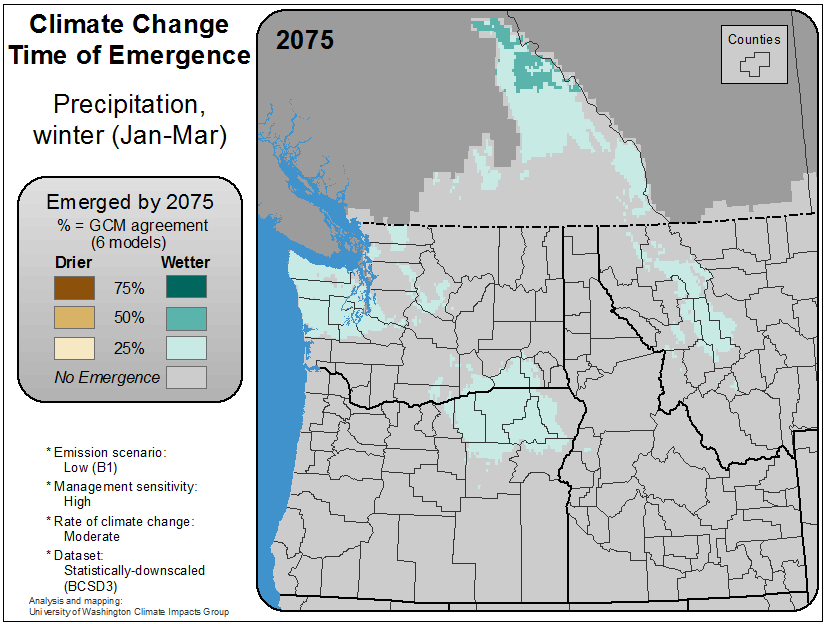 Climate Change
Time of Emergence
Precipitation,
winter (Jan-Mar)
Emerged by 2075
% = GCM agreement
(6 models)
Drier Wetter
75%
50%
25%
No Emergence
* Emission scenario:
Low (B1)
* Management sensitivity:
High
* Rate of climate change:
Moderate
* Dataset:
Statistically-downscaled
(BCSD3)
Analysis and mapping:
University of Washington Climate Impacts Group
2075
Counties